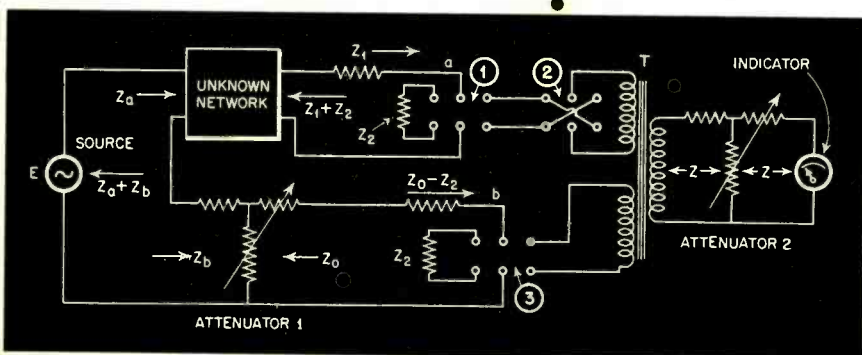 Z1
a
1
2
T
INDICATOR
UNKNOWN
NETWORK
Za
Z1+Z2
Z2
SOURCE
E
Za+Zb
Zo-Z2
b
Z
Z
ATTENUATOR 2
Zb
Zo
Z2
3
ATTENUATOR 1